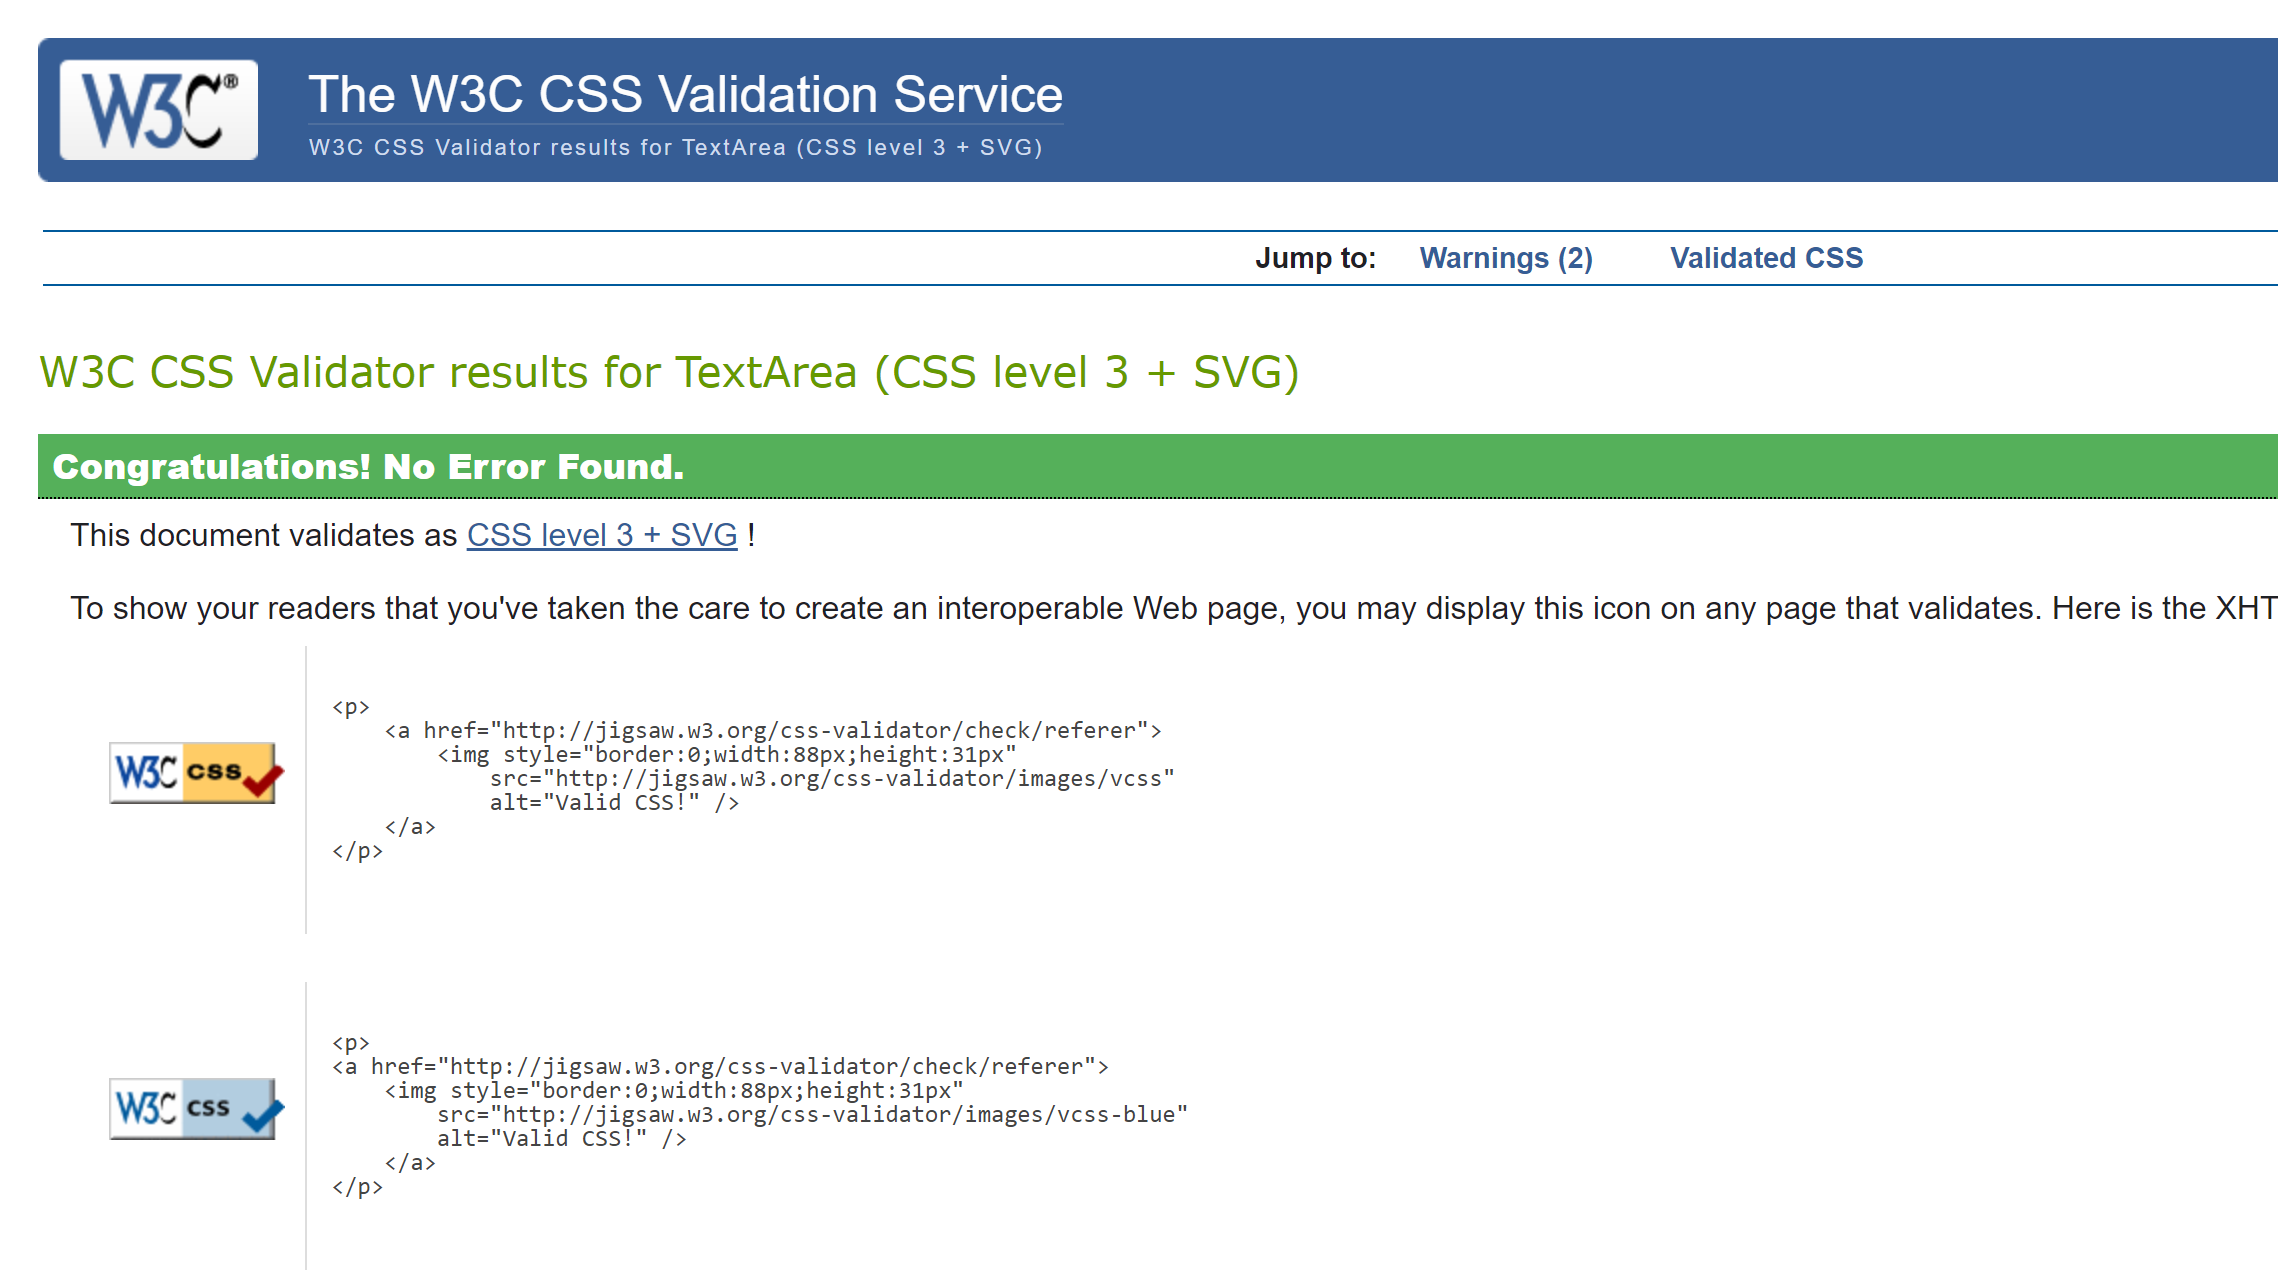 W3C®
The W3C CSS Validation Service
W3C CSS Validator results for TextArea (CSS level 3 + SVG)
Jump to: Warnings (2) Validated CSS
W3C CSS Validator results for TextArea (CSS level 3 + SVG)
Congratulations! No Error Found.
This document validates as CSS level 3 + SVG !
To show your readers that you've taken the care to create an interoperable Web page, you may display this icon on any page that validates. Here is the XHT
<p>
    <a href="http://jigsaw.w3.org/css-validator/check/referer">
        <img style="border:0;width:88px;height:31px"
            src="http://jigsaw.w3.org/css-validator/images/vcss"
            alt="Valid CSS!" />
    </a>
</p>
W3C css
<p>
<a href="http://jigsaw.w3.org/css-validator/check/referer">
    <img style="border:0;width:88px;height:31px"
        src="http://jigsaw.w3.org/css-validator/images/vcss-blue"
        alt="Valid CSS!" />
    </a>
</p>
W3C css